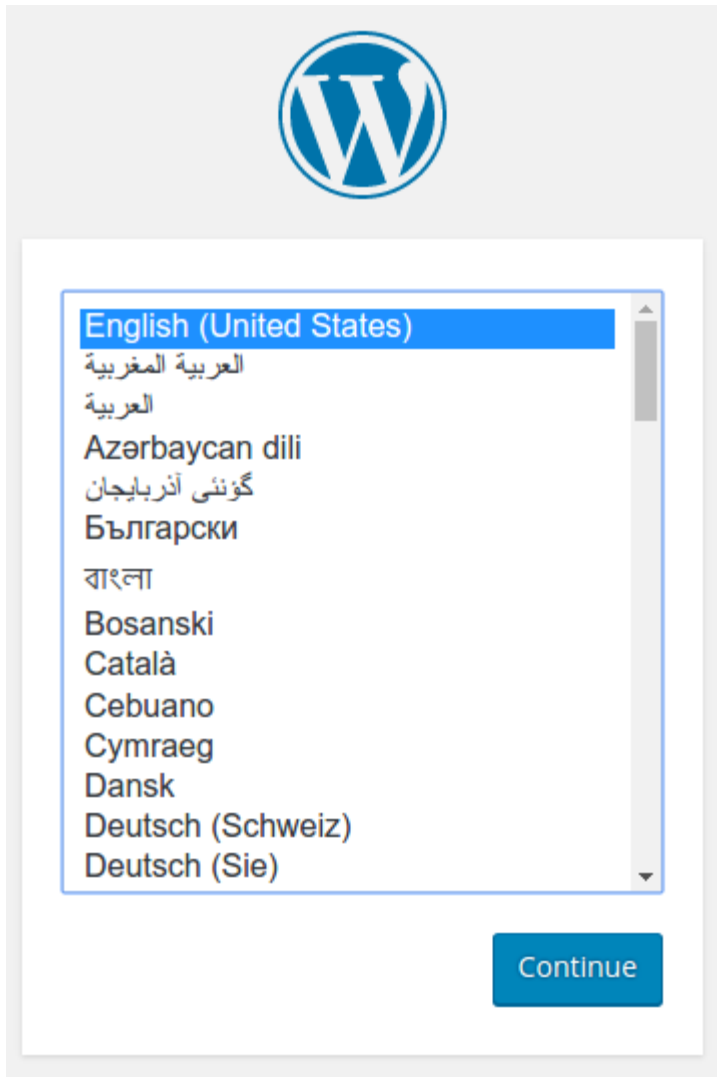 English (United States)
العربية المغربية
العربية
Azərbaycan dili
گؤنئی آذربایجان
Български
বাংলা
Bosanski
Català
Cebuano
Cymraeg
Dansk
Deutsch (Schweiz)
Deutsch (Sie)
Continue